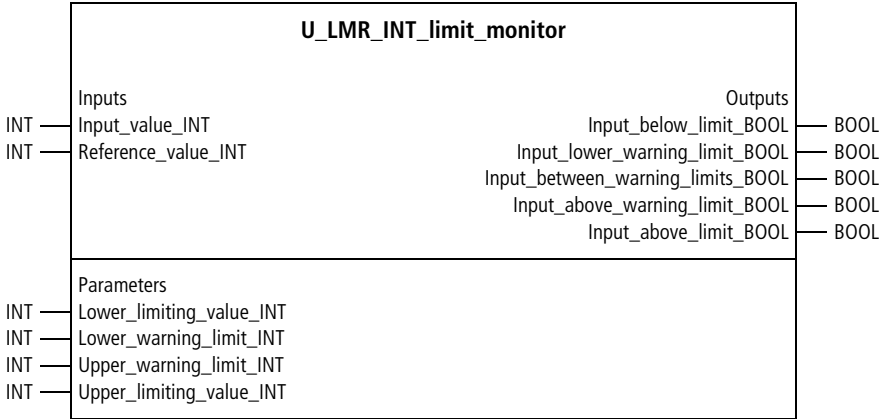 U_LMR_INT_limit_monitor
Inputs Outputs
INT Input_value_INT Input_below_limit_BOOL BOOL
INT Reference_value_INT Input_lower_warning_limit_BOOL BOOL
Input_between_warning_limits_BOOL BOOL
Input_above_warning_limit_BOOL BOOL
Input_above_limit_BOOL BOOL
Parameters
INT Lower_limiting_value_INT
INT Lower_warning_limit_INT
INT Upper_warning_limit_INT
INT Upper_limiting_value_INT